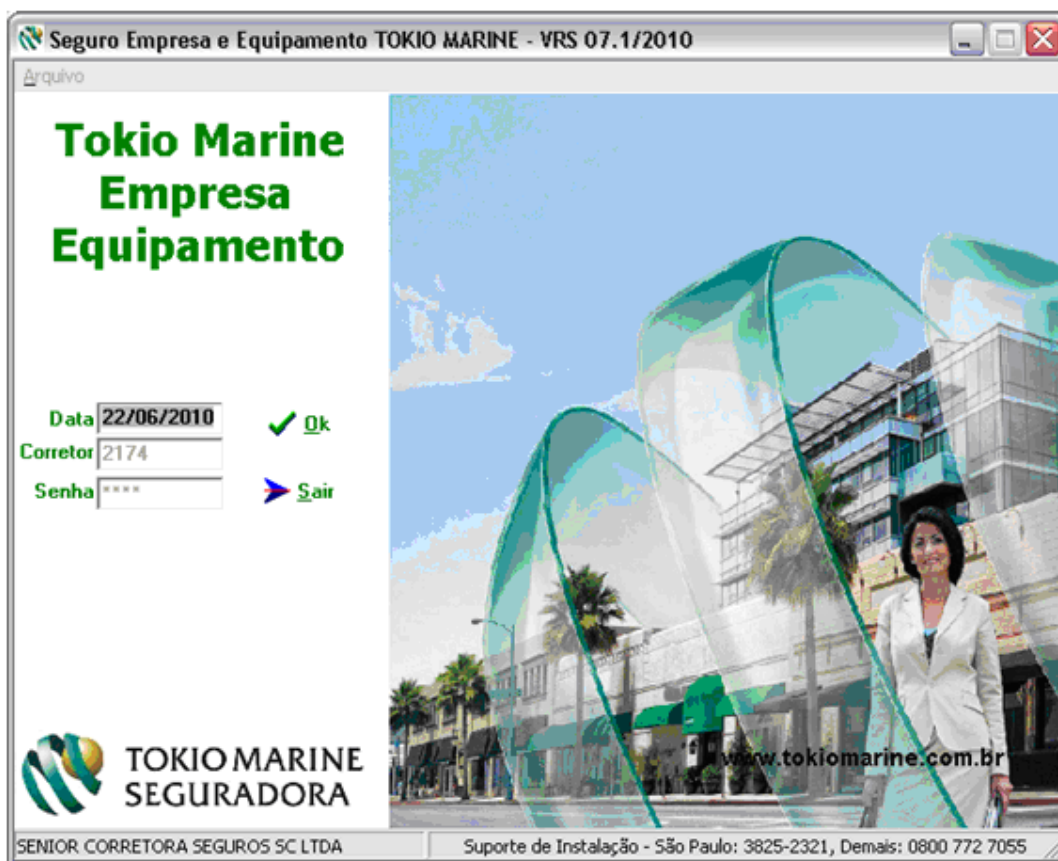 Seguro Empresa e Equipamento TOKIO MARINE - VRS 07.1/2010
Arquivo
Tokio Marine
Empresa
Equipamento
Data 22/06/2010 Ok
Corretor 2174
Senha **** Sair
www.tokiomarine.com.br
TOKIO MARINE
SEGURADORA
SENIOR CORRETORA SEGUROS SC LTDA Suporte de Instalação - São Paulo: 3825-2321, Demais: 0800 772 7055